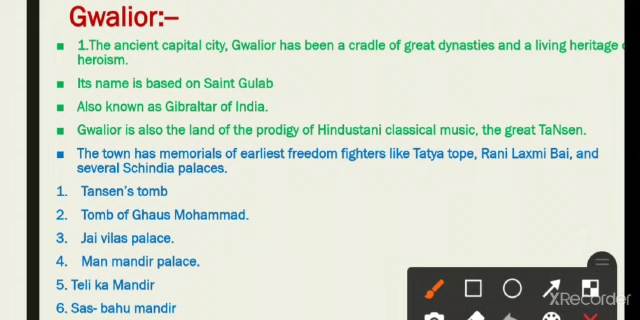 Gwalior:–
1.The ancient capital city, Gwalior has been a cradle of great dynasties and a living heritage
heroism.
Its name is based on Saint Gulab
Also known as Gibraltar of India.
Gwalior is also the land of the prodigy of Hindustani classical music, the great TaNsen.
The town has memorials of earliest freedom fighters like Tatya tope, Rani Laxmi Bai, and
several Schindia palaces.
1. Tansen's tomb
2. Tomb of Ghaus Mohammad.
3. Jai vilas palace.
4. Man mandir palace.
5. Teli ka Mandir
6. Sas- bahu mandir
XRecorder